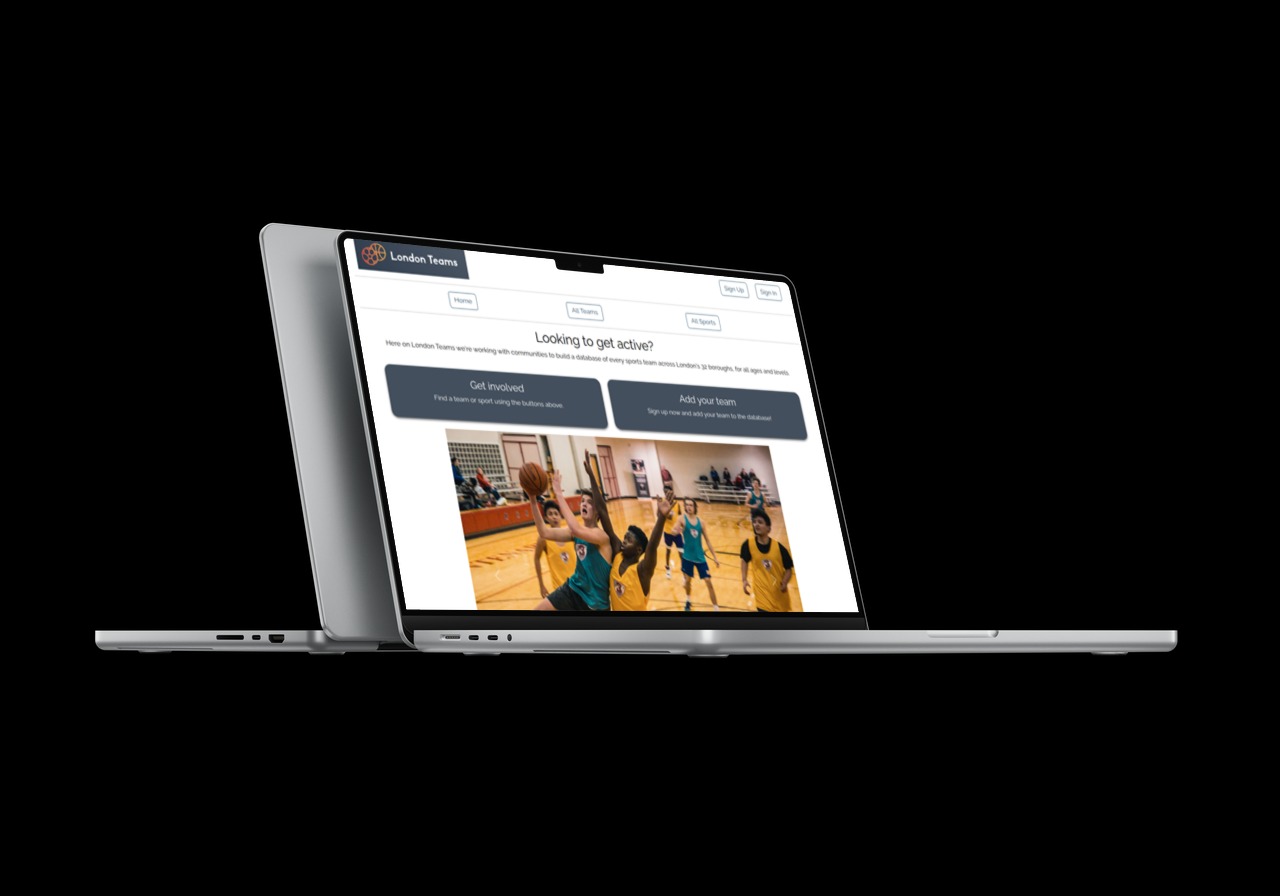 London Teams
Sign Up
Sign In
Home
All Teams
All Sports
Looking to get active?
Here on London Teams we're working with communities to build a database of every sports team across London's 32 boroughs, for all ages and levels.
Get involved
Find a team or sport using the buttons above.
Add your team
Sign up now and add your team to the database!